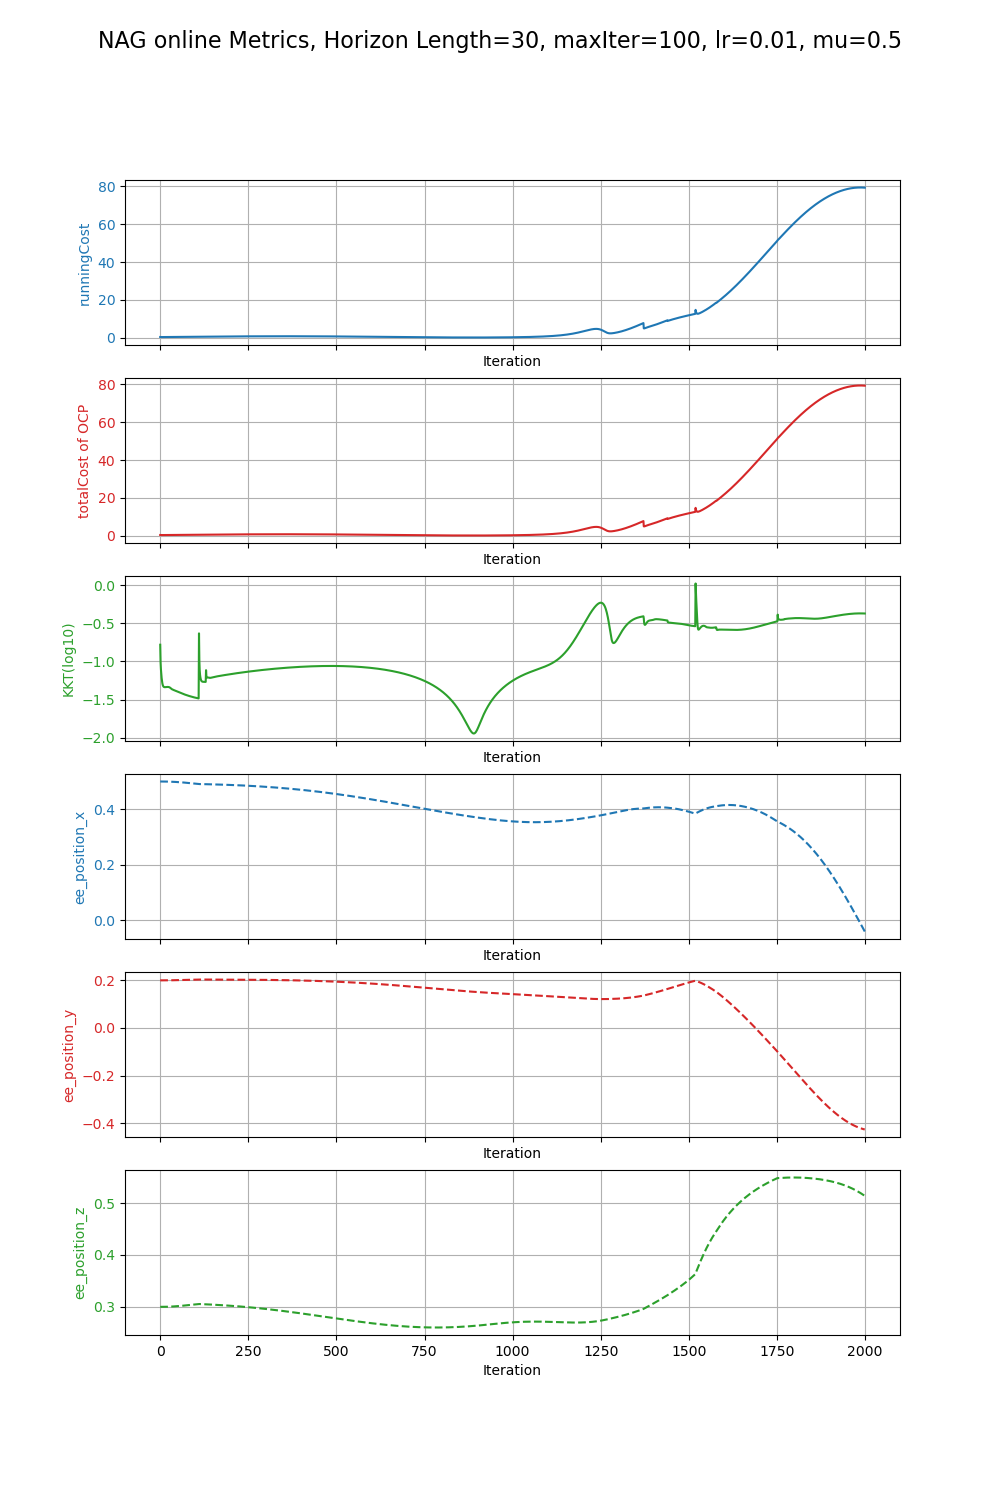 NAG online Metrics, Horizon Length=30, maxIter=100, lr=0.01, mu=0.5
80
60
40
20
0
runningCost
Iteration
80
60
40
20
0
totalCost of OCP
Iteration
0.0
−0.5
−1.0
−1.5
−2.0
KKT(log10)
Iteration
0.4
0.2
0.0
ee_position_x
Iteration
0.2
0.0
−0.2
−0.4
ee_position_y
Iteration
0.5
0.4
0.3
ee_position_z
0 250 500 750 1000 1250 1500 1750 2000
Iteration